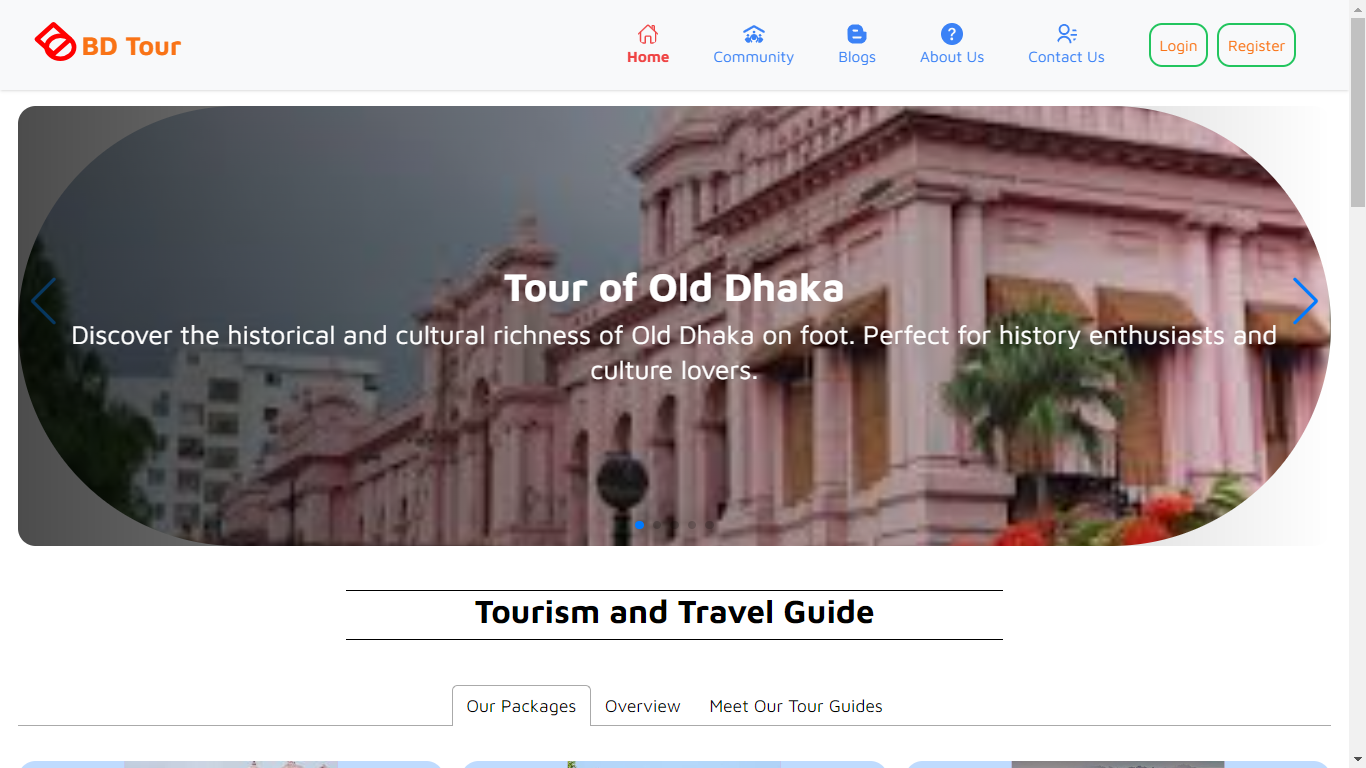 BD Tour
Home
Community
Blogs
About Us
Contact Us
Login
Register
Tour of Old Dhaka
Discover the historical and cultural richness of Old Dhaka on foot. Perfect for history enthusiasts and
culture lovers.
Tourism and Travel Guide
Our Packages
Overview
Meet Our Tour Guides